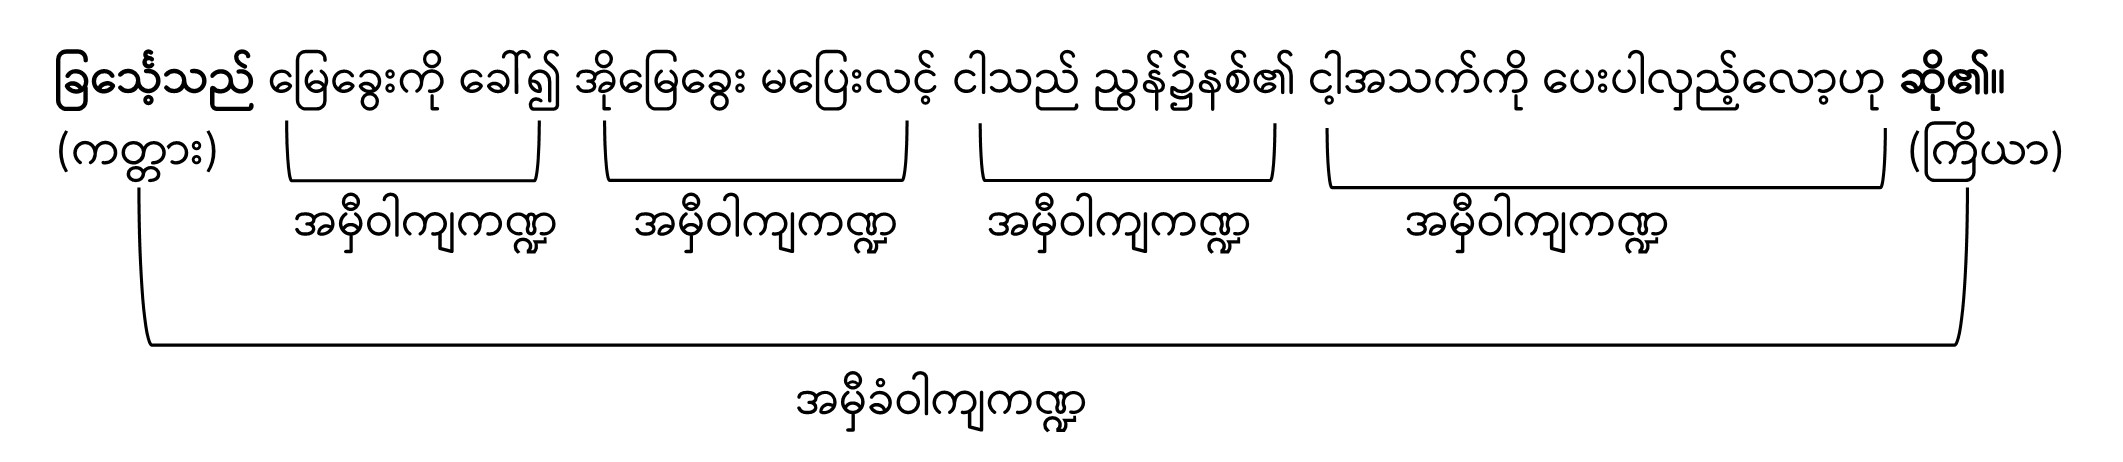 ခြင်္သေ့သည် မြေခွေးကို ခေါ်၍ အိုမြေခွေး မပြေးလင့် ငါသည် ညွန်၌နစ်၏ ငါ့အသက်ကို ပေးပါလှည့်လော့ဟု ဆို၏။
(ကတ္တား) (ကြိယာ)
အမှီဝါကျကဏ္ဍ အမှီဝါကျကဏ္ဍ အမှီဝါကျကဏ္ဍ အမှီဝါကျကဏ္ဍ
အမှီခံဝါကျကဏ္ဍ